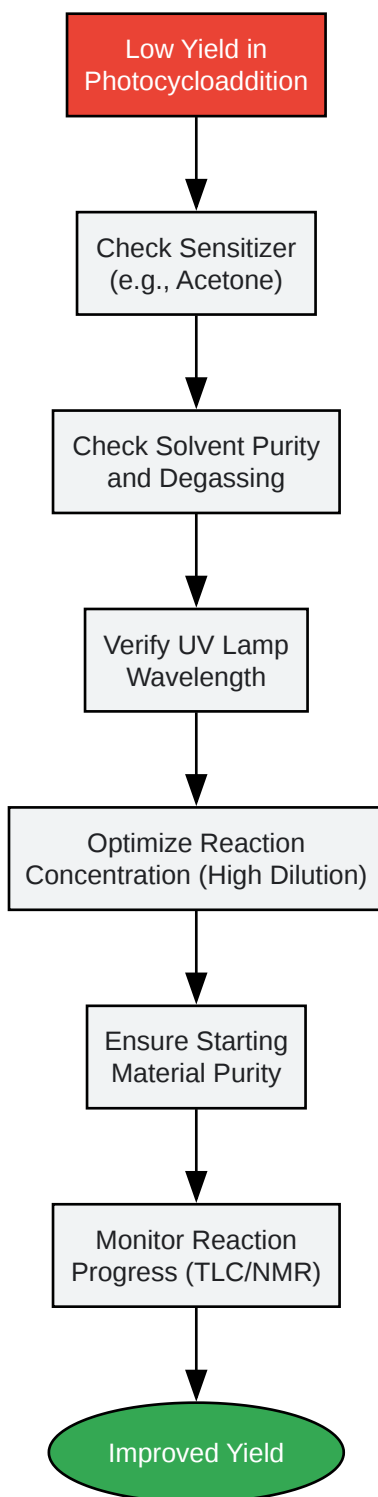 Low Yield in
Photocycloaddition
Check Sensitizer
(e.g., Acetone)
Check Solvent Purity
and Degassing
Verify UV Lamp
Wavelength
Optimize Reaction
Concentration (High Dilution)
Ensure Starting
Material Purity
Monitor Reaction
Progress (TLC/NMR)
Improved Yield